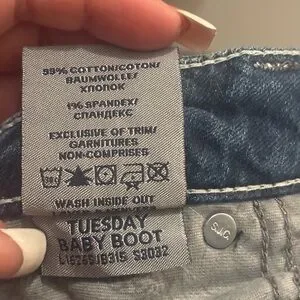 99% COTTON/COTON/
BAUMWOLLE/
ХЛОПОК
1% SPANDEX/
СПАНДЕКС
EXCLUSIVE OF TRIM/
GARNITURES
NON-COMPRISES
WASH INSIDE OUT
TUESDAY
BABY BOOT
S3032